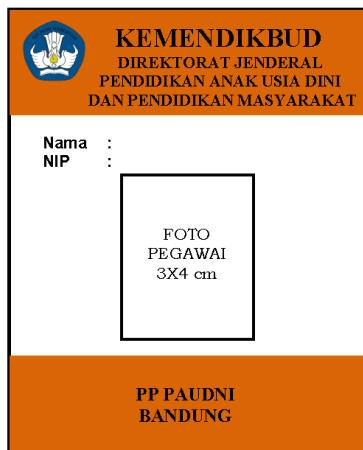 KEMENDIKBUD
DIREKTORAT JENDERAL
PENDIDIKAN ANAK USIA DINI
DAN PENDIDIKAN MASYARAKAT
Nama :
NIP :
FOTO
PEGAWAI
3X4 cm
PP PAUDNI
BANDUNG